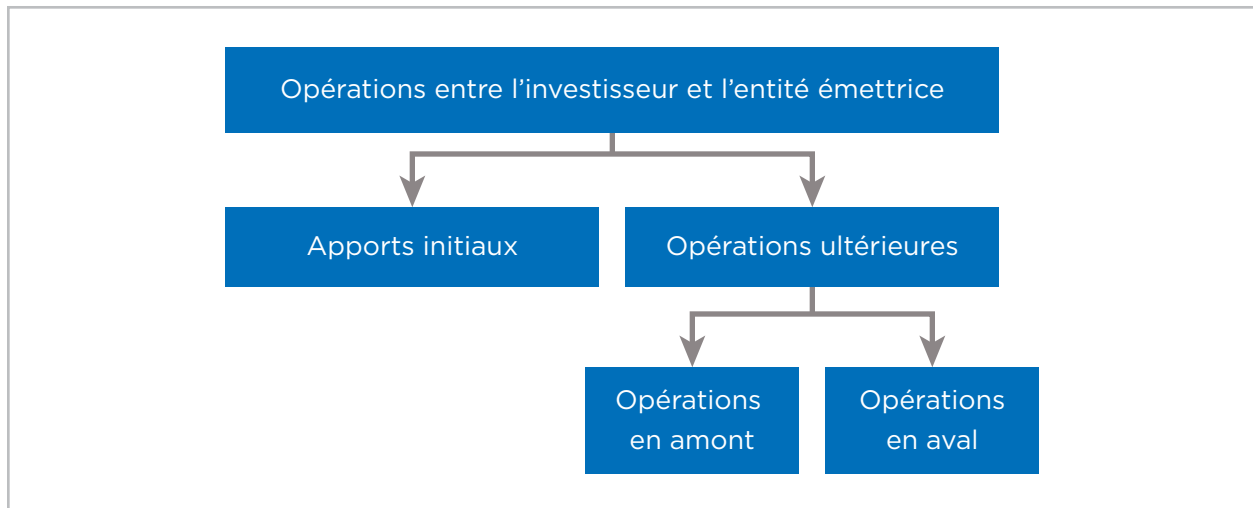 Opérations entre l’investisseur et l’entité émettrice
Apports initiaux
Opérations ultérieures
Opérations
en amont
Opérations
en aval